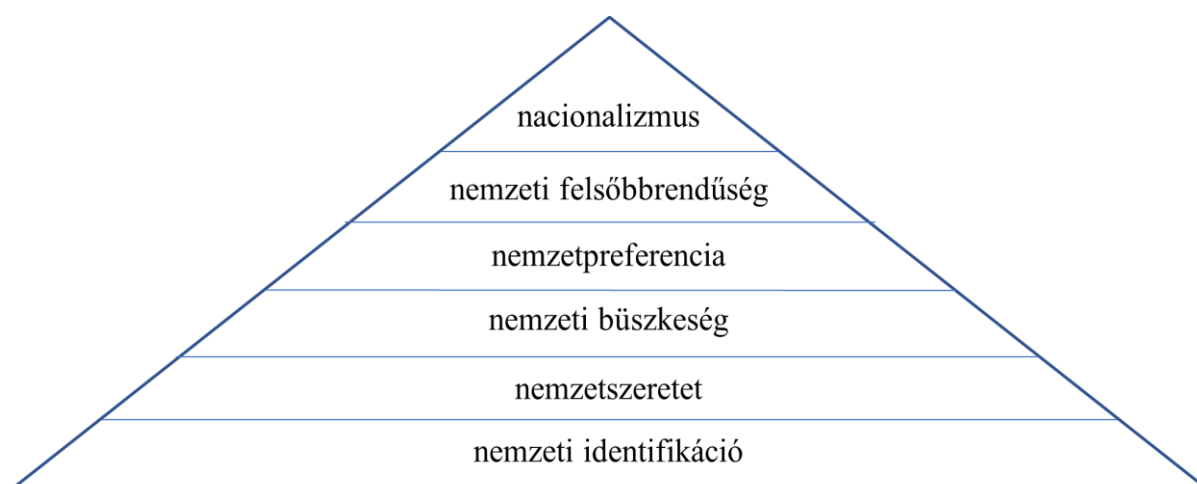 nacionalizmus
nemzeti felsőbbrendűség
nemzetpreferencia
nemzeti büszkeség
nemzetszeretet
nemzeti identifikáció